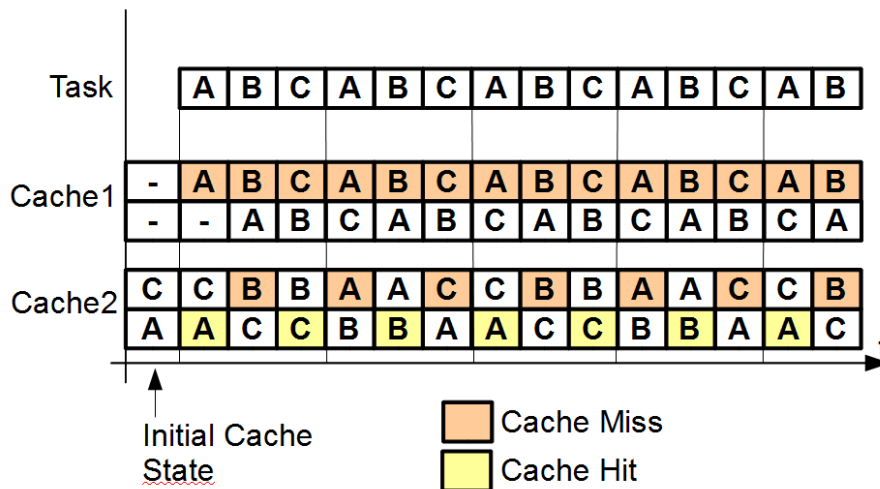 Task A B C A B C A B C A B C A B
Cache1 - A B C A B C A B C A B C A B
- - A B C A B C A B C A B C A
Cache2 C C B B A A C C B B A A C C B
A A C C B B A A C C B B A A C
Initial Cache
State
Cache Miss
Cache Hit